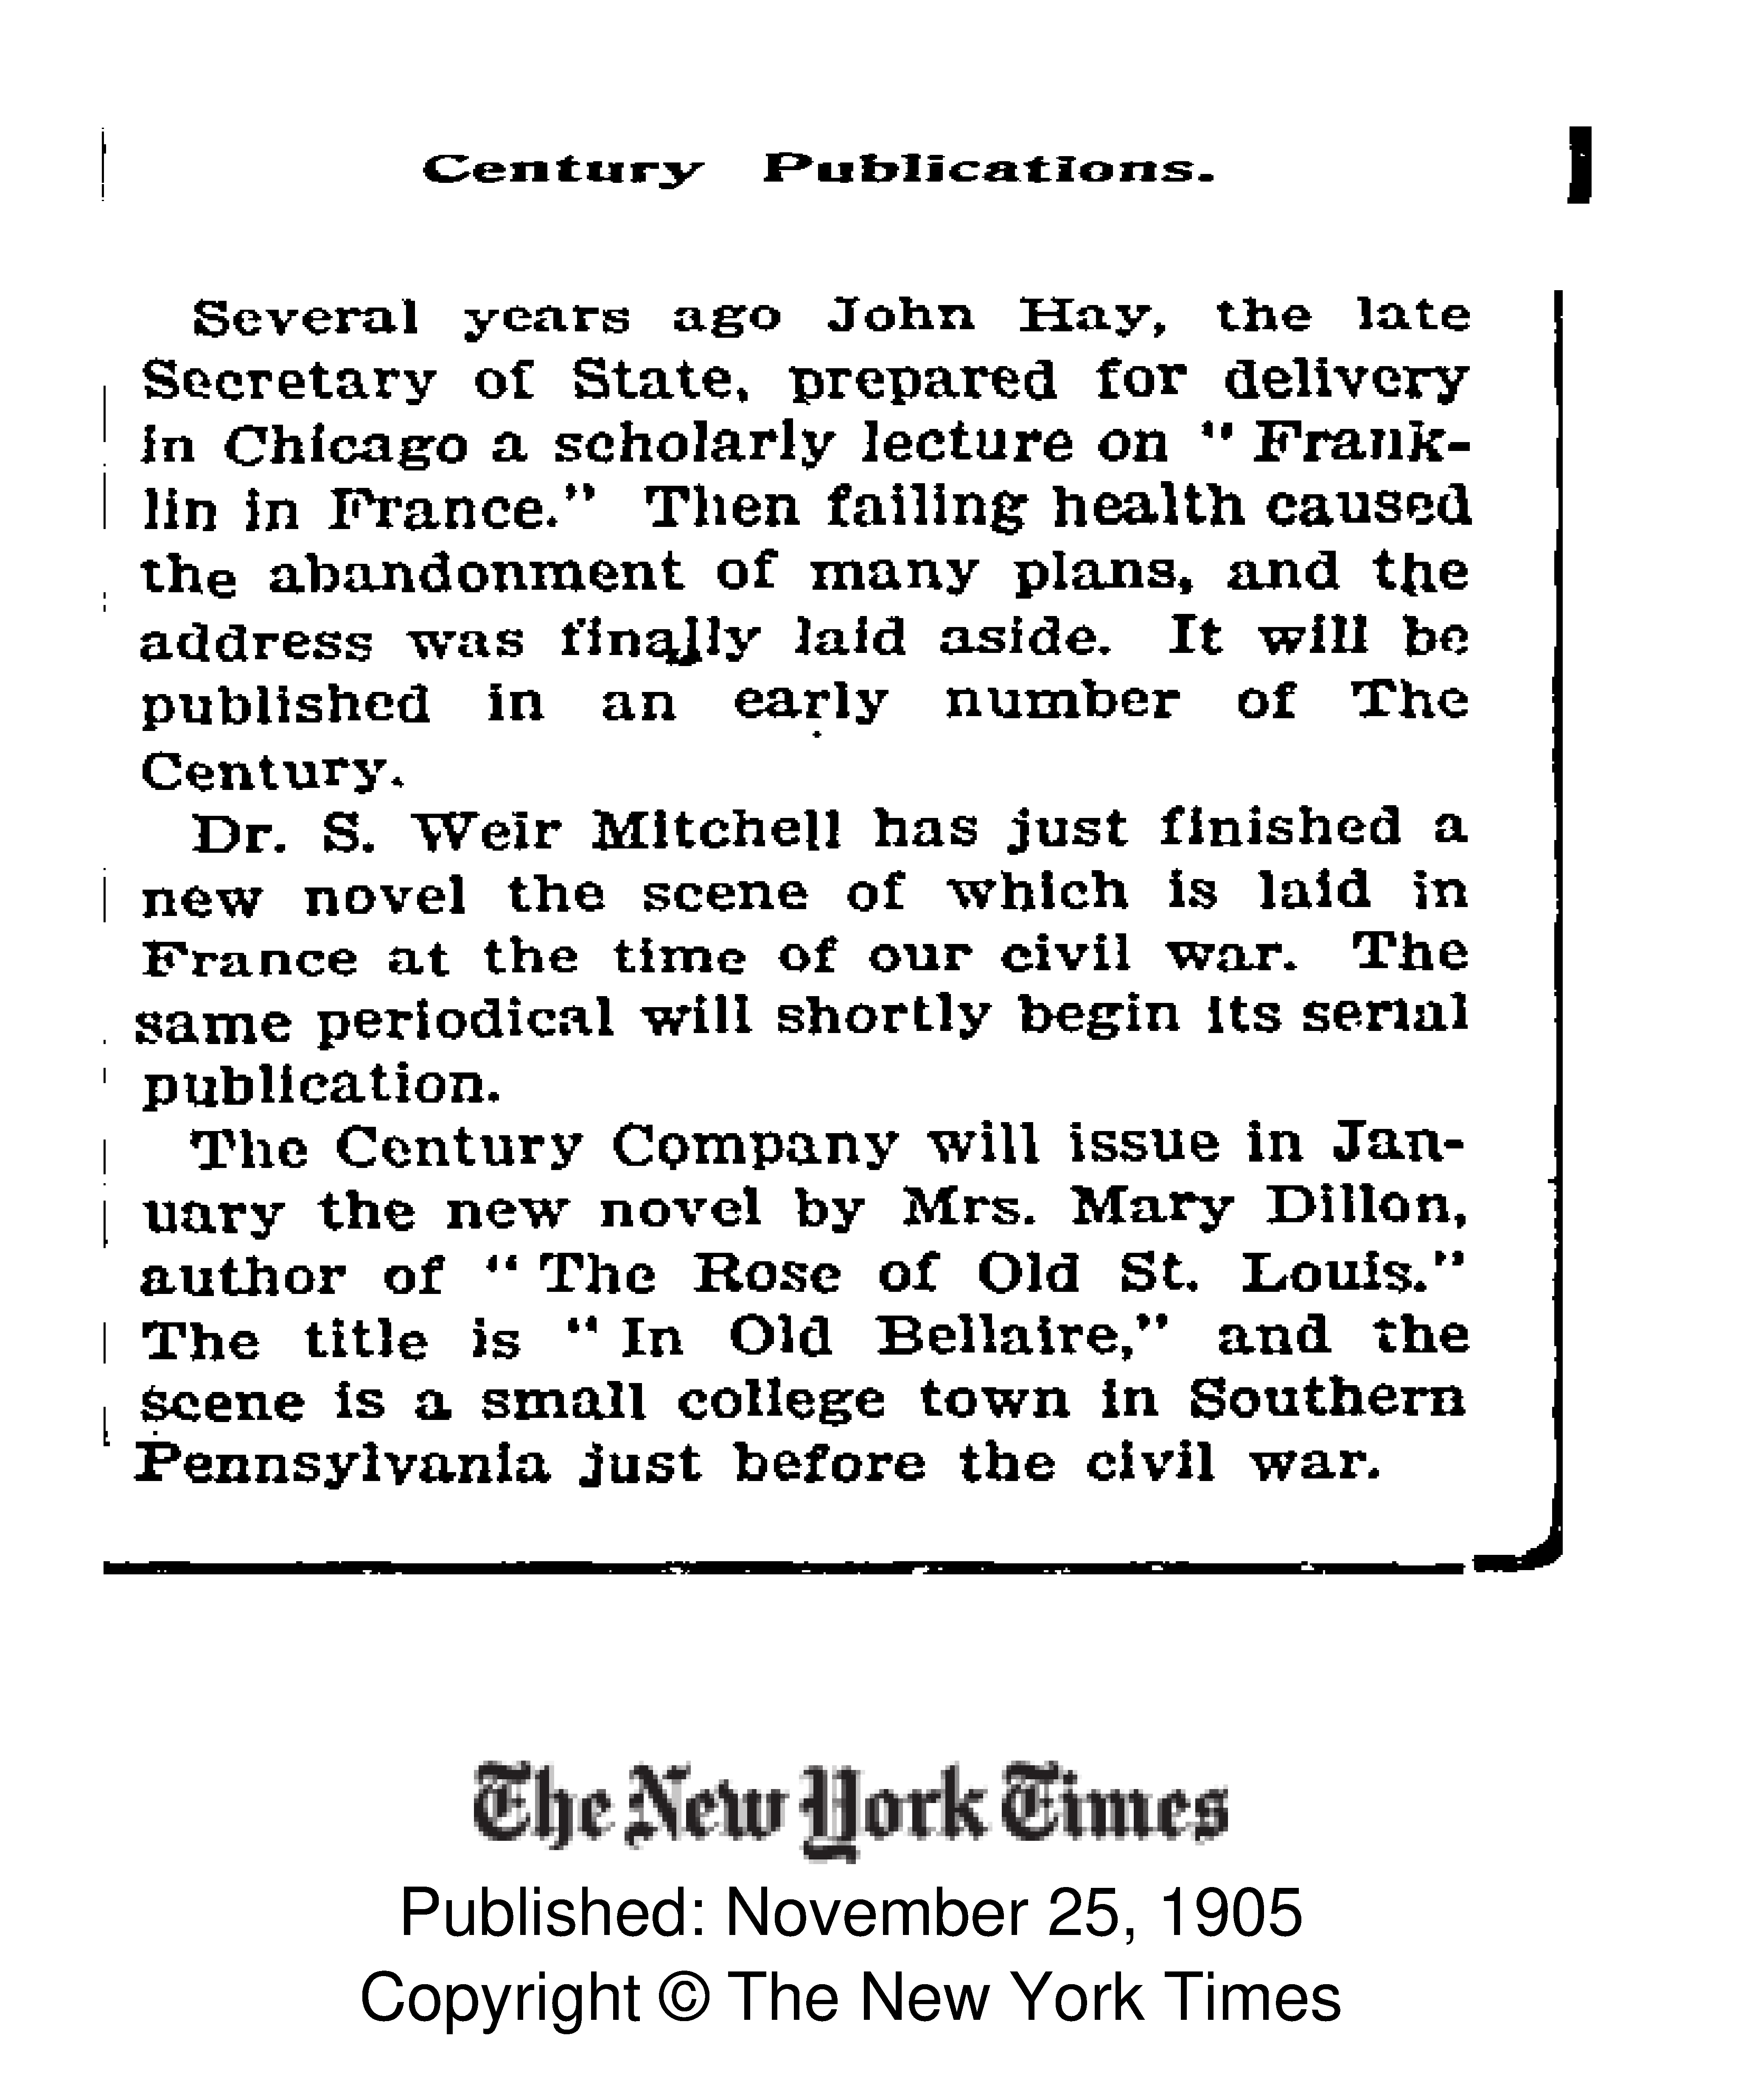 Century Publications.
Several years ago John Hay, the late
Secretary of State, prepared for delivery
in Chicago a scholarly lecture on " Frank-
lin in France." Then failing health caused
the abandonment of many plans, and the
address was finally laid aside. It will be
published in an early number of The
Century.
Dr. S. Weir Mitchell has just finished a
new novel the scene of which is laid in
France at the time of our civil war. The
same periodical will shortly begin its serial
publication.
The Century Company will issue in Jan-
uary the new novel by Mrs. Mary Dillon,
author of " The Rose of Old St. Louis."
The title is " In Old Bellaire," and the
scene is a small college town in Southern
Pennsylvania just before the civil war.
The New York Times
Published: November 25, 1905
Copyright © The New York Times